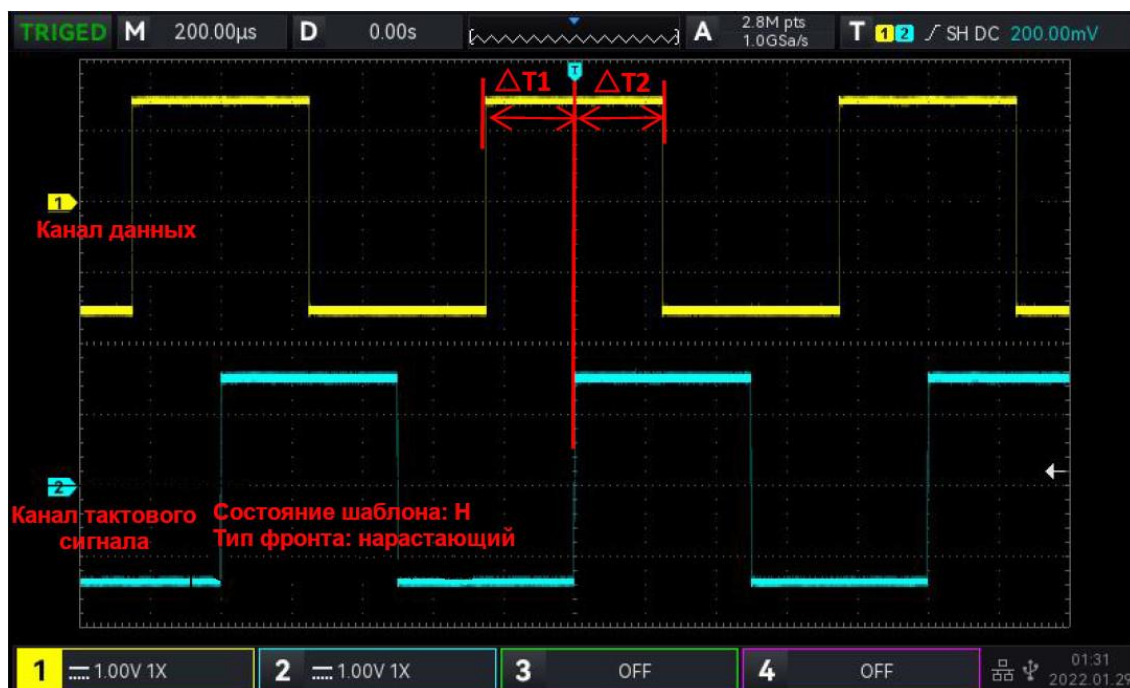 TRIGED M 200.00μs D 0.00s A 2.8M pts 1.0GSa/s T 1 2 SH DC 200.00mV
T
△T1 △T2
1
Канал данных
2
Канал тактового сигнала
Состояние шаблона: H
Тип фронта: нарастающий
1 1.00V 1X 2 1.00V 1X 3 OFF 4 OFF 01:31
2022.01.29